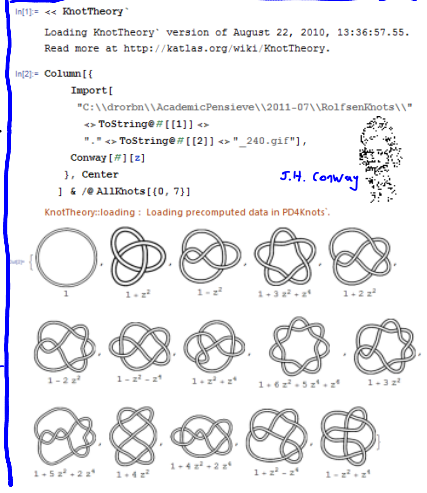 In[1]:= << KnotTheory`
Loading KnotTheory` version of August 22, 2010, 13:36:57.55.
Read more at http://katlas.org/wiki/KnotTheory.
In[2]:= Column[{
Import[
"C:\\drorbn\\AcademicPensieve\\2011-07\\RolfsenKnots\\"
<> ToString@#[[1]] <>
"." <> ToString@#[[2]] <> "_240.gif"],
Conway[#][z]
}, Center
] & /@ AllKnots[{0, 7}]
J.H. Conway
KnotTheory::loading : Loading precomputed data in PD4Knots`.
{ , , , , ,
1 1 + z² 1 - z² 1 + 3 z² + z⁴ 1 + 2 z²
, , , , ,
1 - 2 z² 1 - z² - z⁴ 1 + z² + z⁴ 1 + 6 z² + 5 z⁴ + z⁶ 1 + 3 z²
, , , , }
1 + 5 z² + 2 z⁴ 1 + 4 z² 1 + 4 z² + 2 z⁴ 1 + z² - z⁴ 1 - z² + z⁴